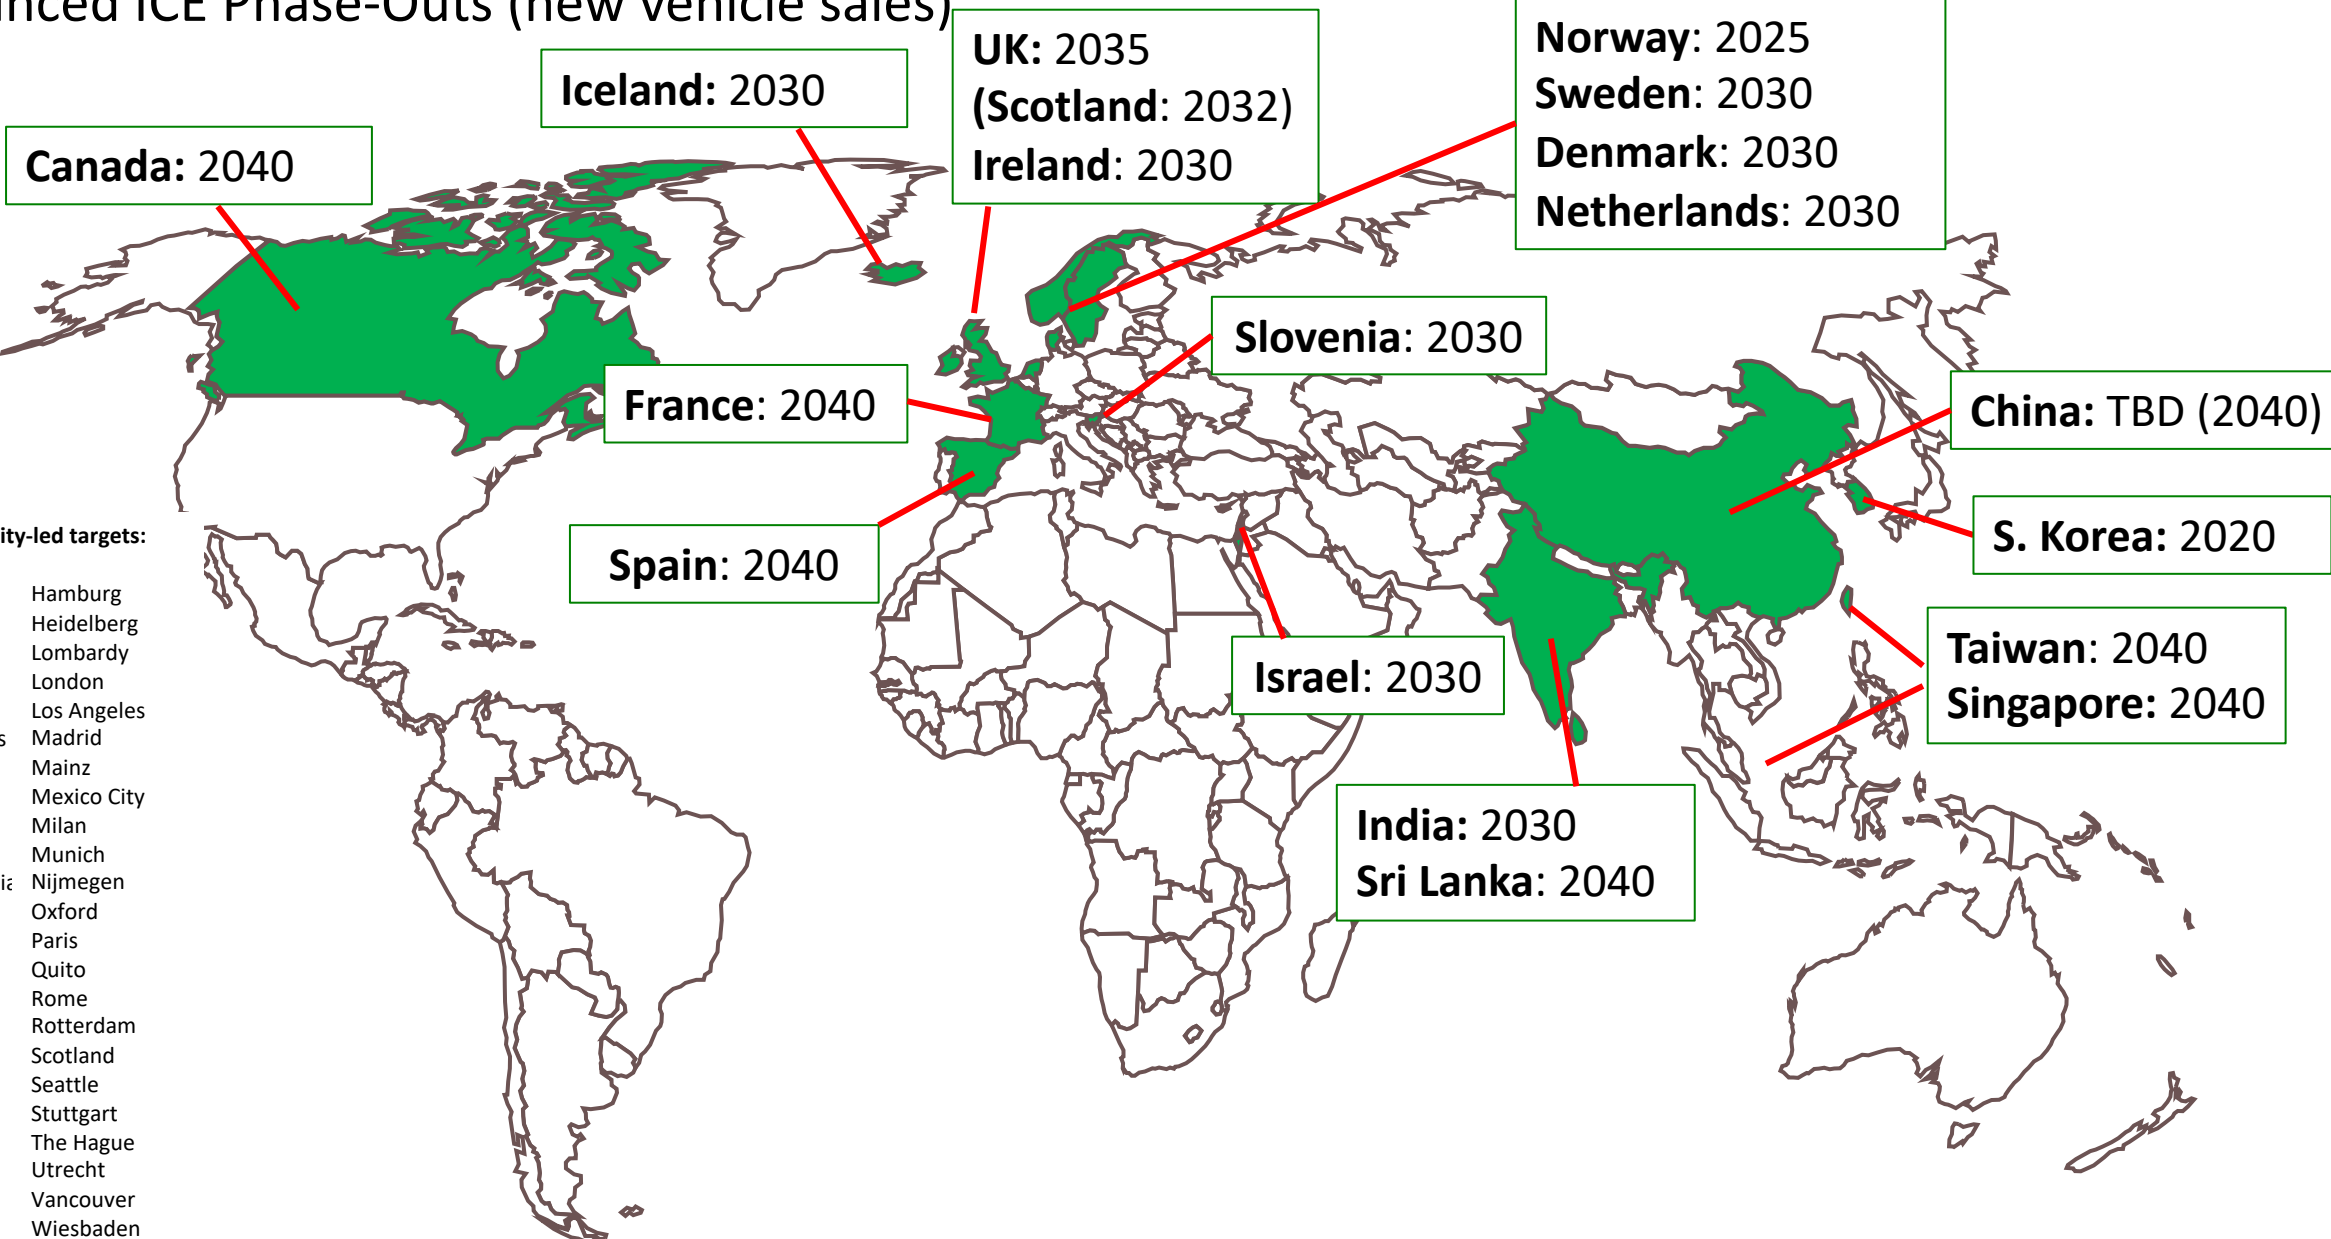 ICE Phase-Outs (new vehicle sales)
Iceland: 2030
UK: 2035
(Scotland: 2032)
Ireland: 2030
Norway: 2025
Sweden: 2030
Denmark: 2030
Netherlands: 2030
Canada: 2040
Slovenia: 2030
France: 2040
China: TBD (2040)
Spain: 2040
S. Korea: 2020
Israel: 2030
Taiwan: 2040
Singapore: 2040
India: 2030
Sri Lanka: 2040
ity-led targets:
Hamburg
Heidelberg
Lombardy
London
Los Angeles
s Madrid
Mainz
Mexico City
Milan
Munich
Nijmegen
Oxford
Paris
Quito
Rome
Rotterdam
Scotland
Seattle
Stuttgart
The Hague
Utrecht
Vancouver
Wiesbaden